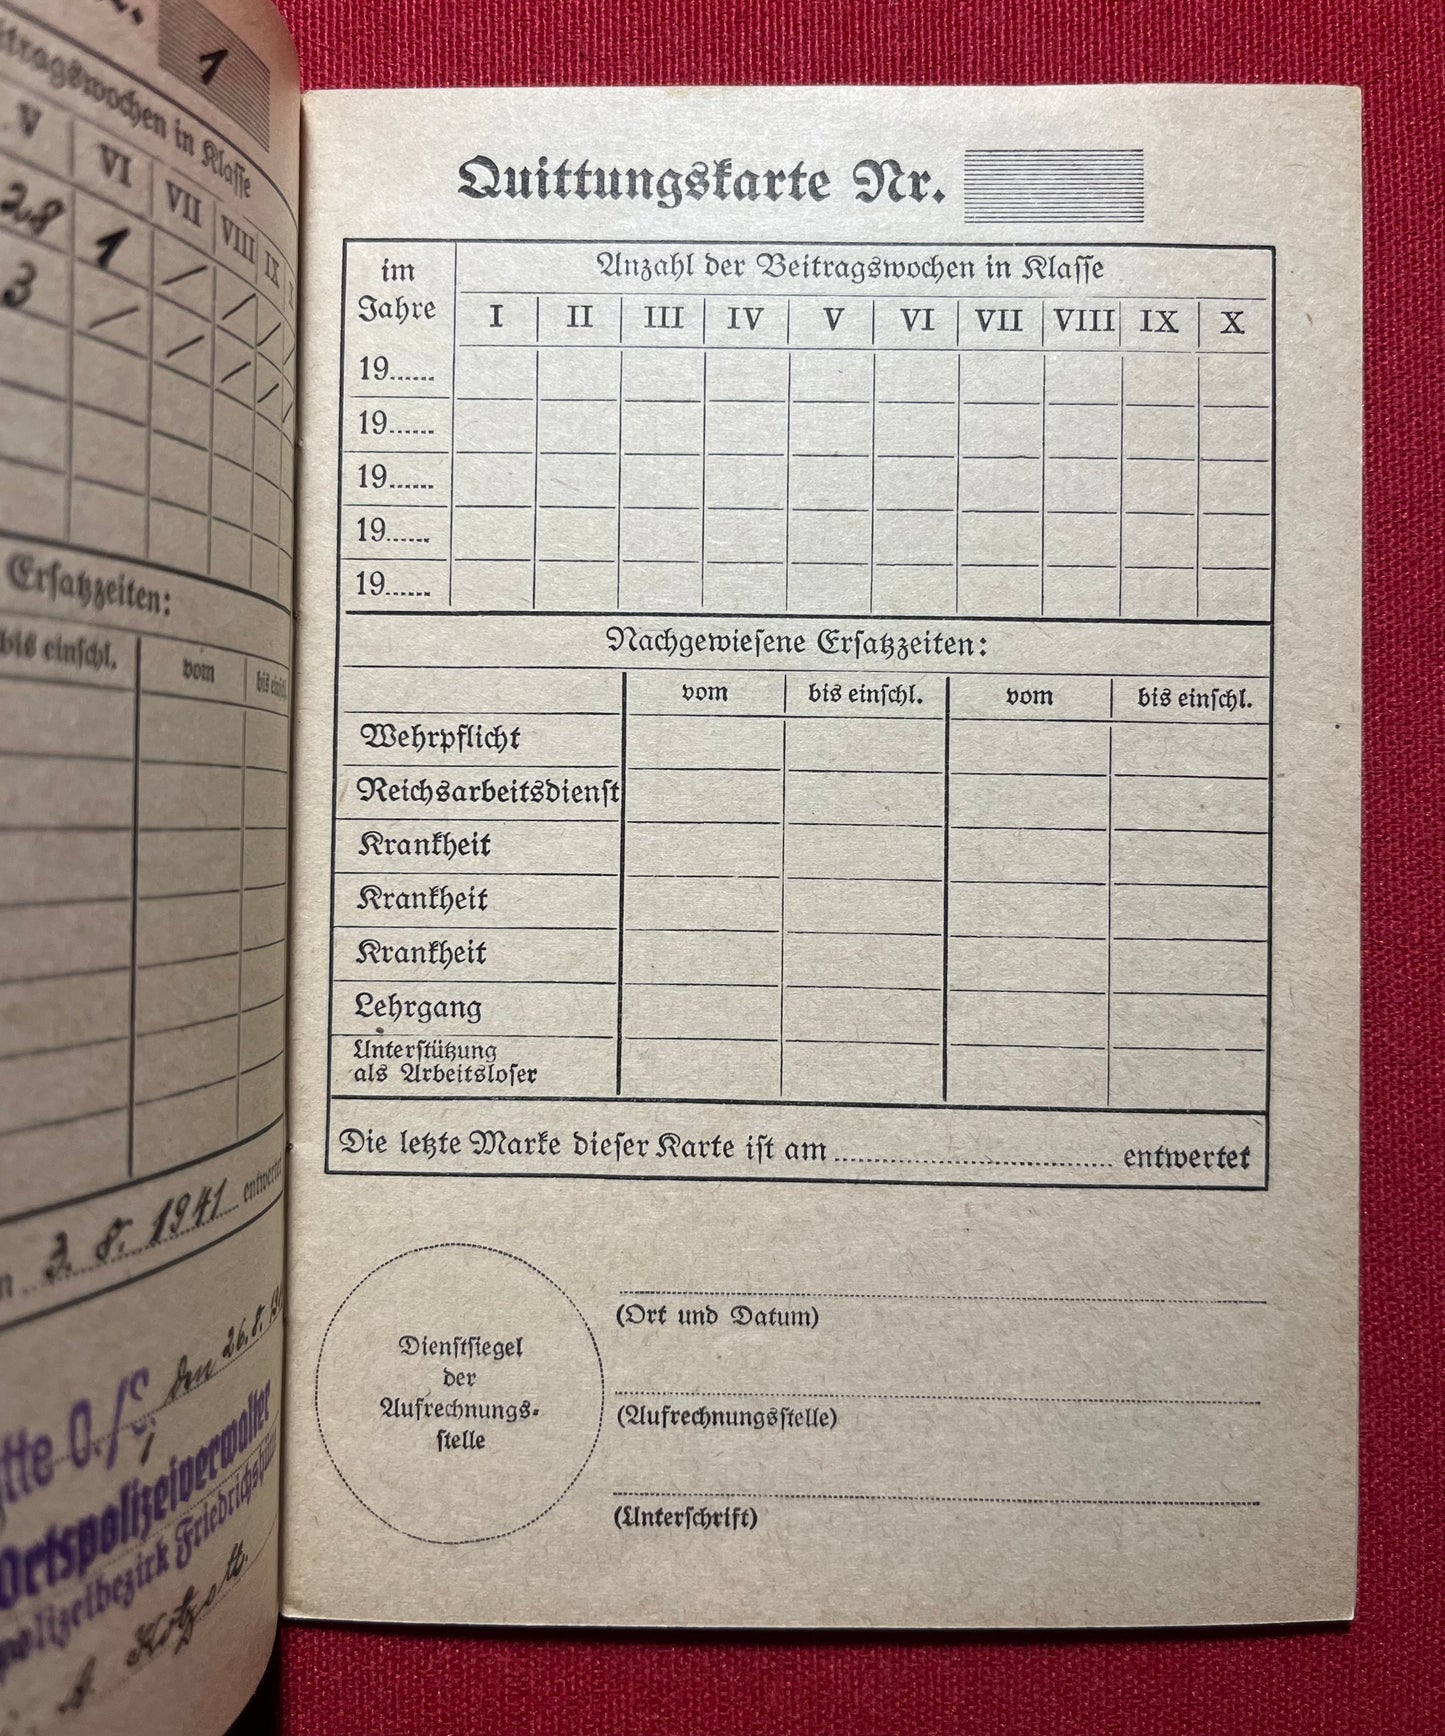 1
Beitragswochen in Klasse
V VI VII VIII IX
28 1 / / /
3 / / / /
Ersatzzeiten:
bis einschl. vom
3. 8. 1941 entwertet
den 26. 8.
Ortspolizeiverwalter
Quittungskarte Nr.
im Jahre
Anzahl der Beitragswochen in Klasse
I II III IV V VI VII VIII IX X
19......
19......
19......
19......
19......
Nachgewiesene Ersatzzeiten:
vom bis einschl. vom bis einschl.
Wehrpflicht
Reichsarbeitsdienst
Krankheit
Krankheit
Krankheit
Lehrgang
Unterstützung
als Arbeitsloser
Die letzte Marke dieser Karte ist am .............................. entwertet
Dienstsiegel
der
Aufrechnungs-
stelle
(Ort und Datum)
(Aufrechnungsstelle)
(Unterschrift)